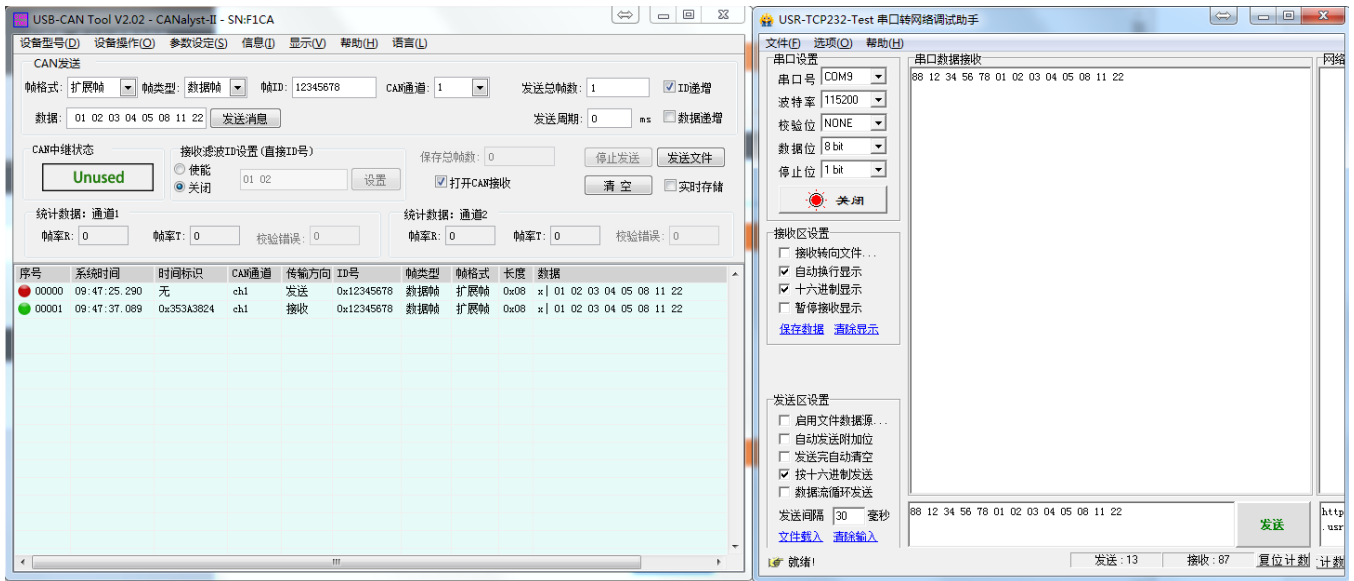 USB-CAN Tool V2.02 - CANalyst-II - SN:F1CA
设备型号(D) 设备操作(O) 参数设定(S) 信息(I) 显示(V) 帮助(H) 语言(L)
CAN发送
帧格式: 扩展帧 帧类型: 数据帧 帧ID: 12345678 CAN通道: 1 发送总帧数: 1 ID递增
数据: 01 02 03 04 05 08 11 22 发送消息 发送周期: 0 ms 数据递增
CAN中继状态 接收滤波ID设置(直接ID号)
Unused 使能 关闭 01 02 设置
保存总帧数: 0 停止发送 发送文件
打开CAN接收 清 空 实时存储
统计数据: 通道1 统计数据: 通道2
帧率R: 0 帧率T: 0 校验错误: 0 帧率R: 0 帧率T: 0 校验错误: 0
序号 系统时间 时间标识 CAN通道 传输方向 ID号 帧类型 帧格式 长度 数据
00000 09:47:25.290 无 ch1 发送 0x12345678 数据帧 扩展帧 0x08 x| 01 02 03 04 05 08 11 22
00001 09:47:37.089 0x353A3824 ch1 接收 0x12345678 数据帧 扩展帧 0x08 x| 01 02 03 04 05 08 11 22
USR-TCP232-Test 串口转网络调试助手
文件(F) 选项(O) 帮助(H)
串口设置
串口号 COM9
波特率 115200
校验位 NONE
数据位 8 bit
停止位 1 bit
关闭
接收区设置
接收转向文件...
自动换行显示
十六进制显示
暂停接收显示
保存数据 清除显示
发送区设置
启用文件数据源...
自动发送附加位
发送完自动清空
按十六进制发送
数据流循环发送
发送间隔 30 毫秒
文件载入 清除输入
串口数据接收
88 12 34 56 78 01 02 03 04 05 08 11 22
88 12 34 56 78 01 02 03 04 05 08 11 22
发送
网络
http
.usr
就绪! 发送:13 接收:87 复位计数 计数